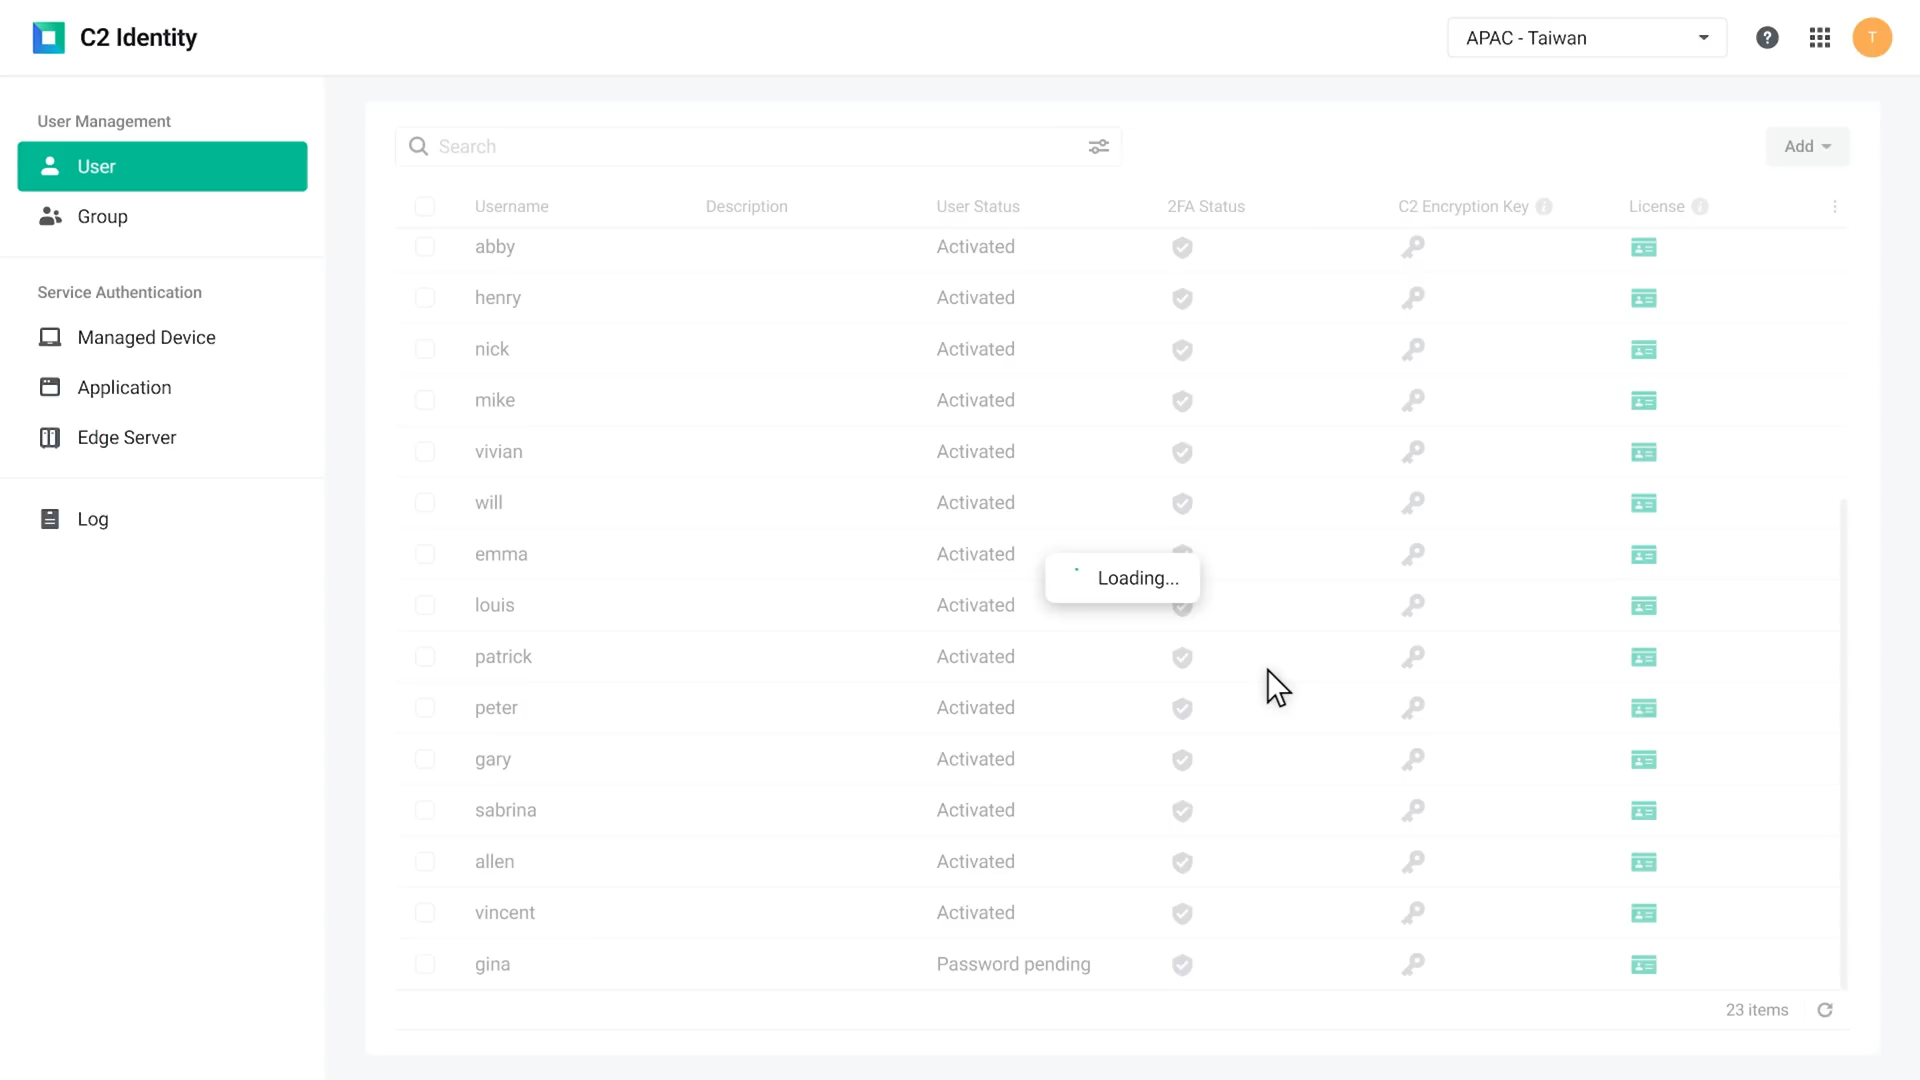 C2 Identity
APAC - Taiwan
T
User Management
User
Group
Service Authentication
Managed Device
Application
Edge Server
Log
Search
Add
Username Description User Status 2FA Status C2 Encryption Key License
abby Activated
henry Activated
nick Activated
mike Activated
vivian Activated
will Activated
emma Activated
Loading...
louis Activated
patrick Activated
peter Activated
gary Activated
sabrina Activated
allen Activated
vincent Activated
gina Password pending
23 items